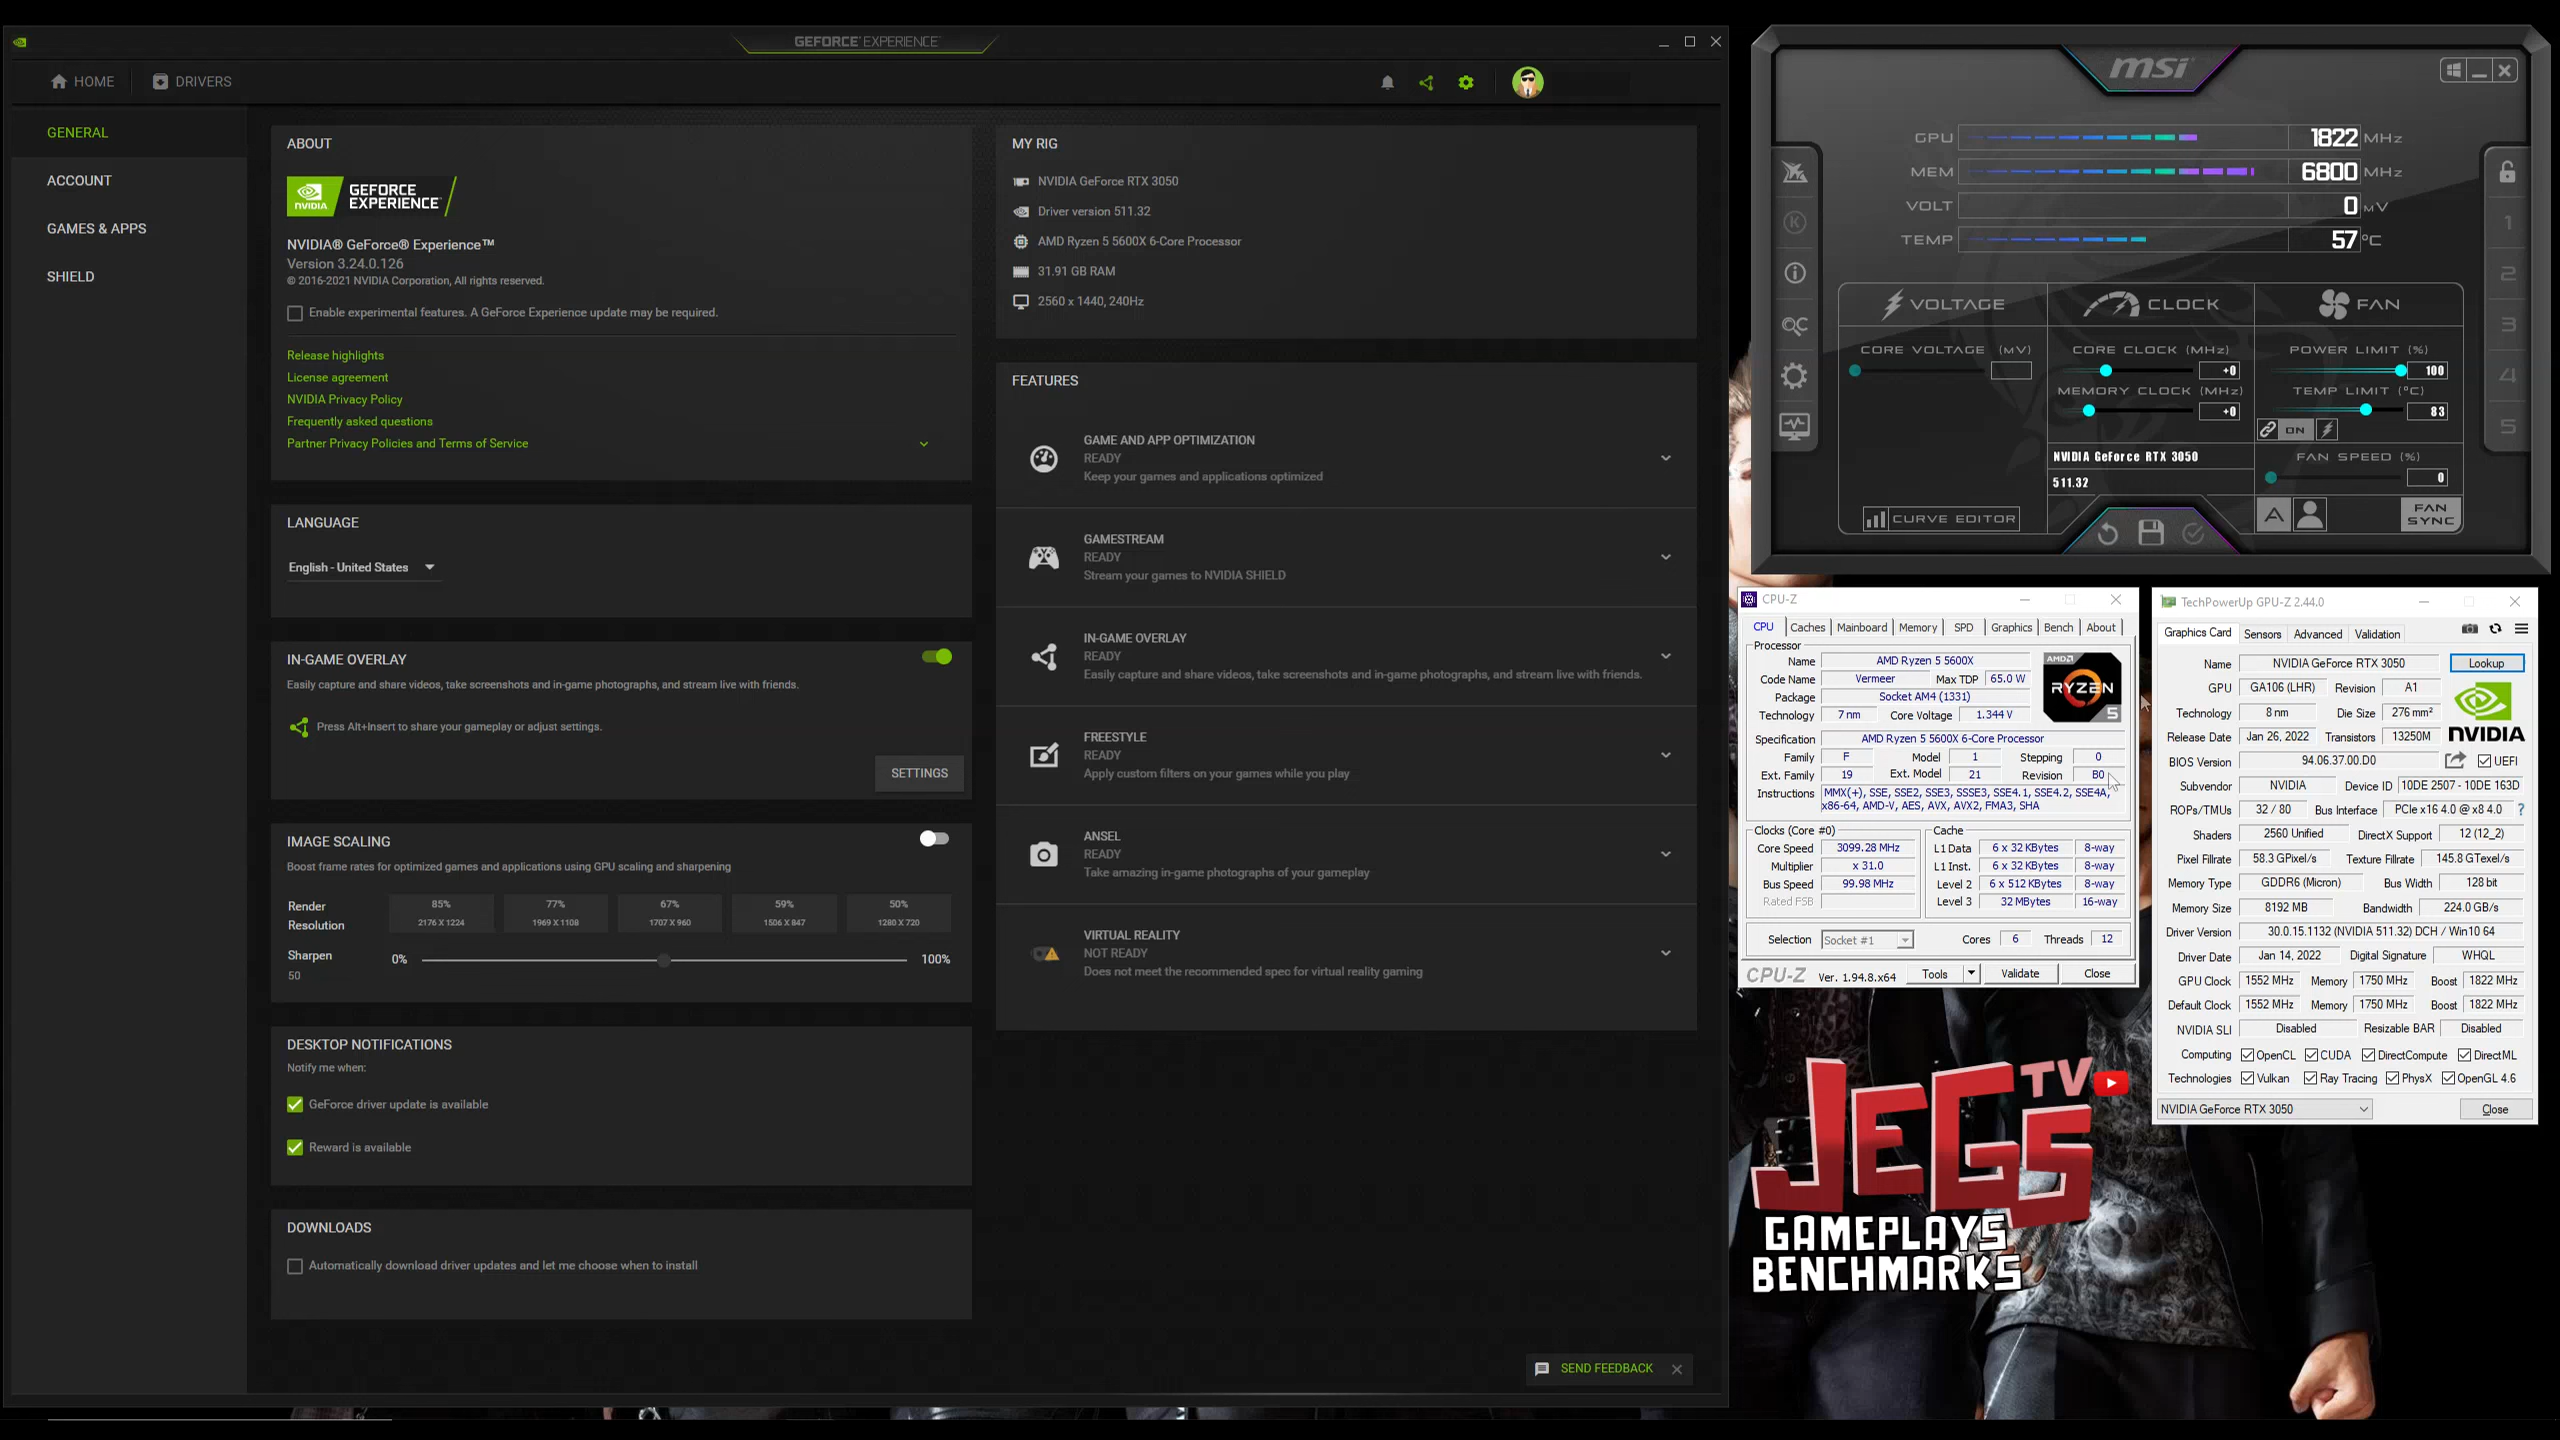 GEFORCE® EXPERIENCE
HOME
DRIVERS
GENERAL
ACCOUNT
GAMES & APPS
SHIELD
ABOUT
NVIDIA
GEFORCE
EXPERIENCE
NVIDIA® GeForce® Experience™
Version 3.24.0.126
© 2016-2021 NVIDIA Corporation, All rights reserved.
Enable experimental features. A GeForce Experience update may be required.
Release highlights
License agreement
NVIDIA Privacy Policy
Frequently asked questions
Partner Privacy Policies and Terms of Service
LANGUAGE
English - United States
IN-GAME OVERLAY
Easily capture and share videos, take screenshots and in-game photographs, and stream live with friends.
Press Alt+Insert to share your gameplay or adjust settings.
SETTINGS
IMAGE SCALING
Boost frame rates for optimized games and applications using GPU scaling and sharpening
Render Resolution
85% 77% 67% 59% 50%
2176 X 1224 1969 X 1108 1707 X 960 1506 X 847 1280 X 720
Sharpen 0% 100%
50
DESKTOP NOTIFICATIONS
Notify me when:
GeForce driver update is available
Reward is available
DOWNLOADS
Automatically download driver updates and let me choose when to install
MY RIG
NVIDIA GeForce RTX 3050
Driver version 511.32
AMD Ryzen 5 5600X 6-Core Processor
31.91 GB RAM
2560 x 1440, 240Hz
FEATURES
GAME AND APP OPTIMIZATION
READY
Keep your games and applications optimized
GAMESTREAM
READY
Stream your games to NVIDIA SHIELD
IN-GAME OVERLAY
READY
Easily capture and share videos, take screenshots and in-game photographs, and stream live with friends.
FREESTYLE
READY
Apply custom filters on your games while you play
ANSEL
READY
Take amazing in-game photographs of your gameplay
VIRTUAL REALITY
NOT READY
Does not meet the recommended spec for virtual reality gaming
SEND FEEDBACK
msi
GPU 1822 MHz
MEM 6800 MHz
VOLT 0 mV
TEMP 57 °C
K
OC
1
2
3
4
5
VOLTAGE
CLOCK
FAN
CORE VOLTAGE (MV)
CORE CLOCK (MHz)
+0
MEMORY CLOCK (MHz)
+0
POWER LIMIT (%)
100
TEMP LIMIT (°C)
83
ON
NVIDIA GeForce RTX 3050
511.32
FAN SPEED (%)
0
CURVE EDITOR
A
FAN
SYNC
CPU-Z
CPU Caches Mainboard Memory SPD Graphics Bench About
Processor
Name AMD Ryzen 5 5600X
Code Name Vermeer Max TDP 65.0 W
Package Socket AM4 (1331)
Technology 7 nm Core Voltage 1.344 V
AMD
RYZEN
5
Specification AMD Ryzen 5 5600X 6-Core Processor
Family F Model 1 Stepping 0
Ext. Family 19 Ext. Model 21 Revision B0
Instructions MMX(+), SSE, SSE2, SSE3, SSSE3, SSE4.1, SSE4.2, SSE4A,
x86-64, AMD-V, AES, AVX, AVX2, FMA3, SHA
Clocks (Core #0)
Core Speed 3099.28 MHz
Multiplier x 31.0
Bus Speed 99.98 MHz
Rated FSB
Cache
L1 Data 6 x 32 KBytes 8-way
L1 Inst. 6 x 32 KBytes 8-way
Level 2 6 x 512 KBytes 8-way
Level 3 32 MBytes 16-way
Selection Socket #1 Cores 6 Threads 12
CPU-Z Ver. 1.94.8.x64 Tools Validate Close
TechPowerUp GPU-Z 2.44.0
Graphics Card Sensors Advanced Validation
Name NVIDIA GeForce RTX 3050 Lookup
GPU GA106 (LHR) Revision A1
Technology 8 nm Die Size 276 mm²
Release Date Jan 26, 2022 Transistors 13250M
NVIDIA
BIOS Version 94.06.37.00.D0 UEFI
Subvendor NVIDIA Device ID 10DE 2507 - 10DE 163D
ROPs/TMUs 32 / 80 Bus Interface PCIe x16 4.0 @ x8 4.0 ?
Shaders 2560 Unified DirectX Support 12 (12_2)
Pixel Fillrate 58.3 GPixel/s Texture Fillrate 145.8 GTexel/s
Memory Type GDDR6 (Micron) Bus Width 128 bit
Memory Size 8192 MB Bandwidth 224.0 GB/s
Driver Version 30.0.15.1132 (NVIDIA 511.32) DCH / Win10 64
Driver Date Jan 14, 2022 Digital Signature WHQL
GPU Clock 1552 MHz Memory 1750 MHz Boost 1822 MHz
Default Clock 1552 MHz Memory 1750 MHz Boost 1822 MHz
NVIDIA SLI Disabled Resizable BAR Disabled
Computing OpenCL CUDA DirectCompute DirectML
Technologies Vulkan Ray Tracing PhysX OpenGL 4.6
NVIDIA GeForce RTX 3050 Close
JEGS TV
GAMEPLAYS
BENCHMARKS